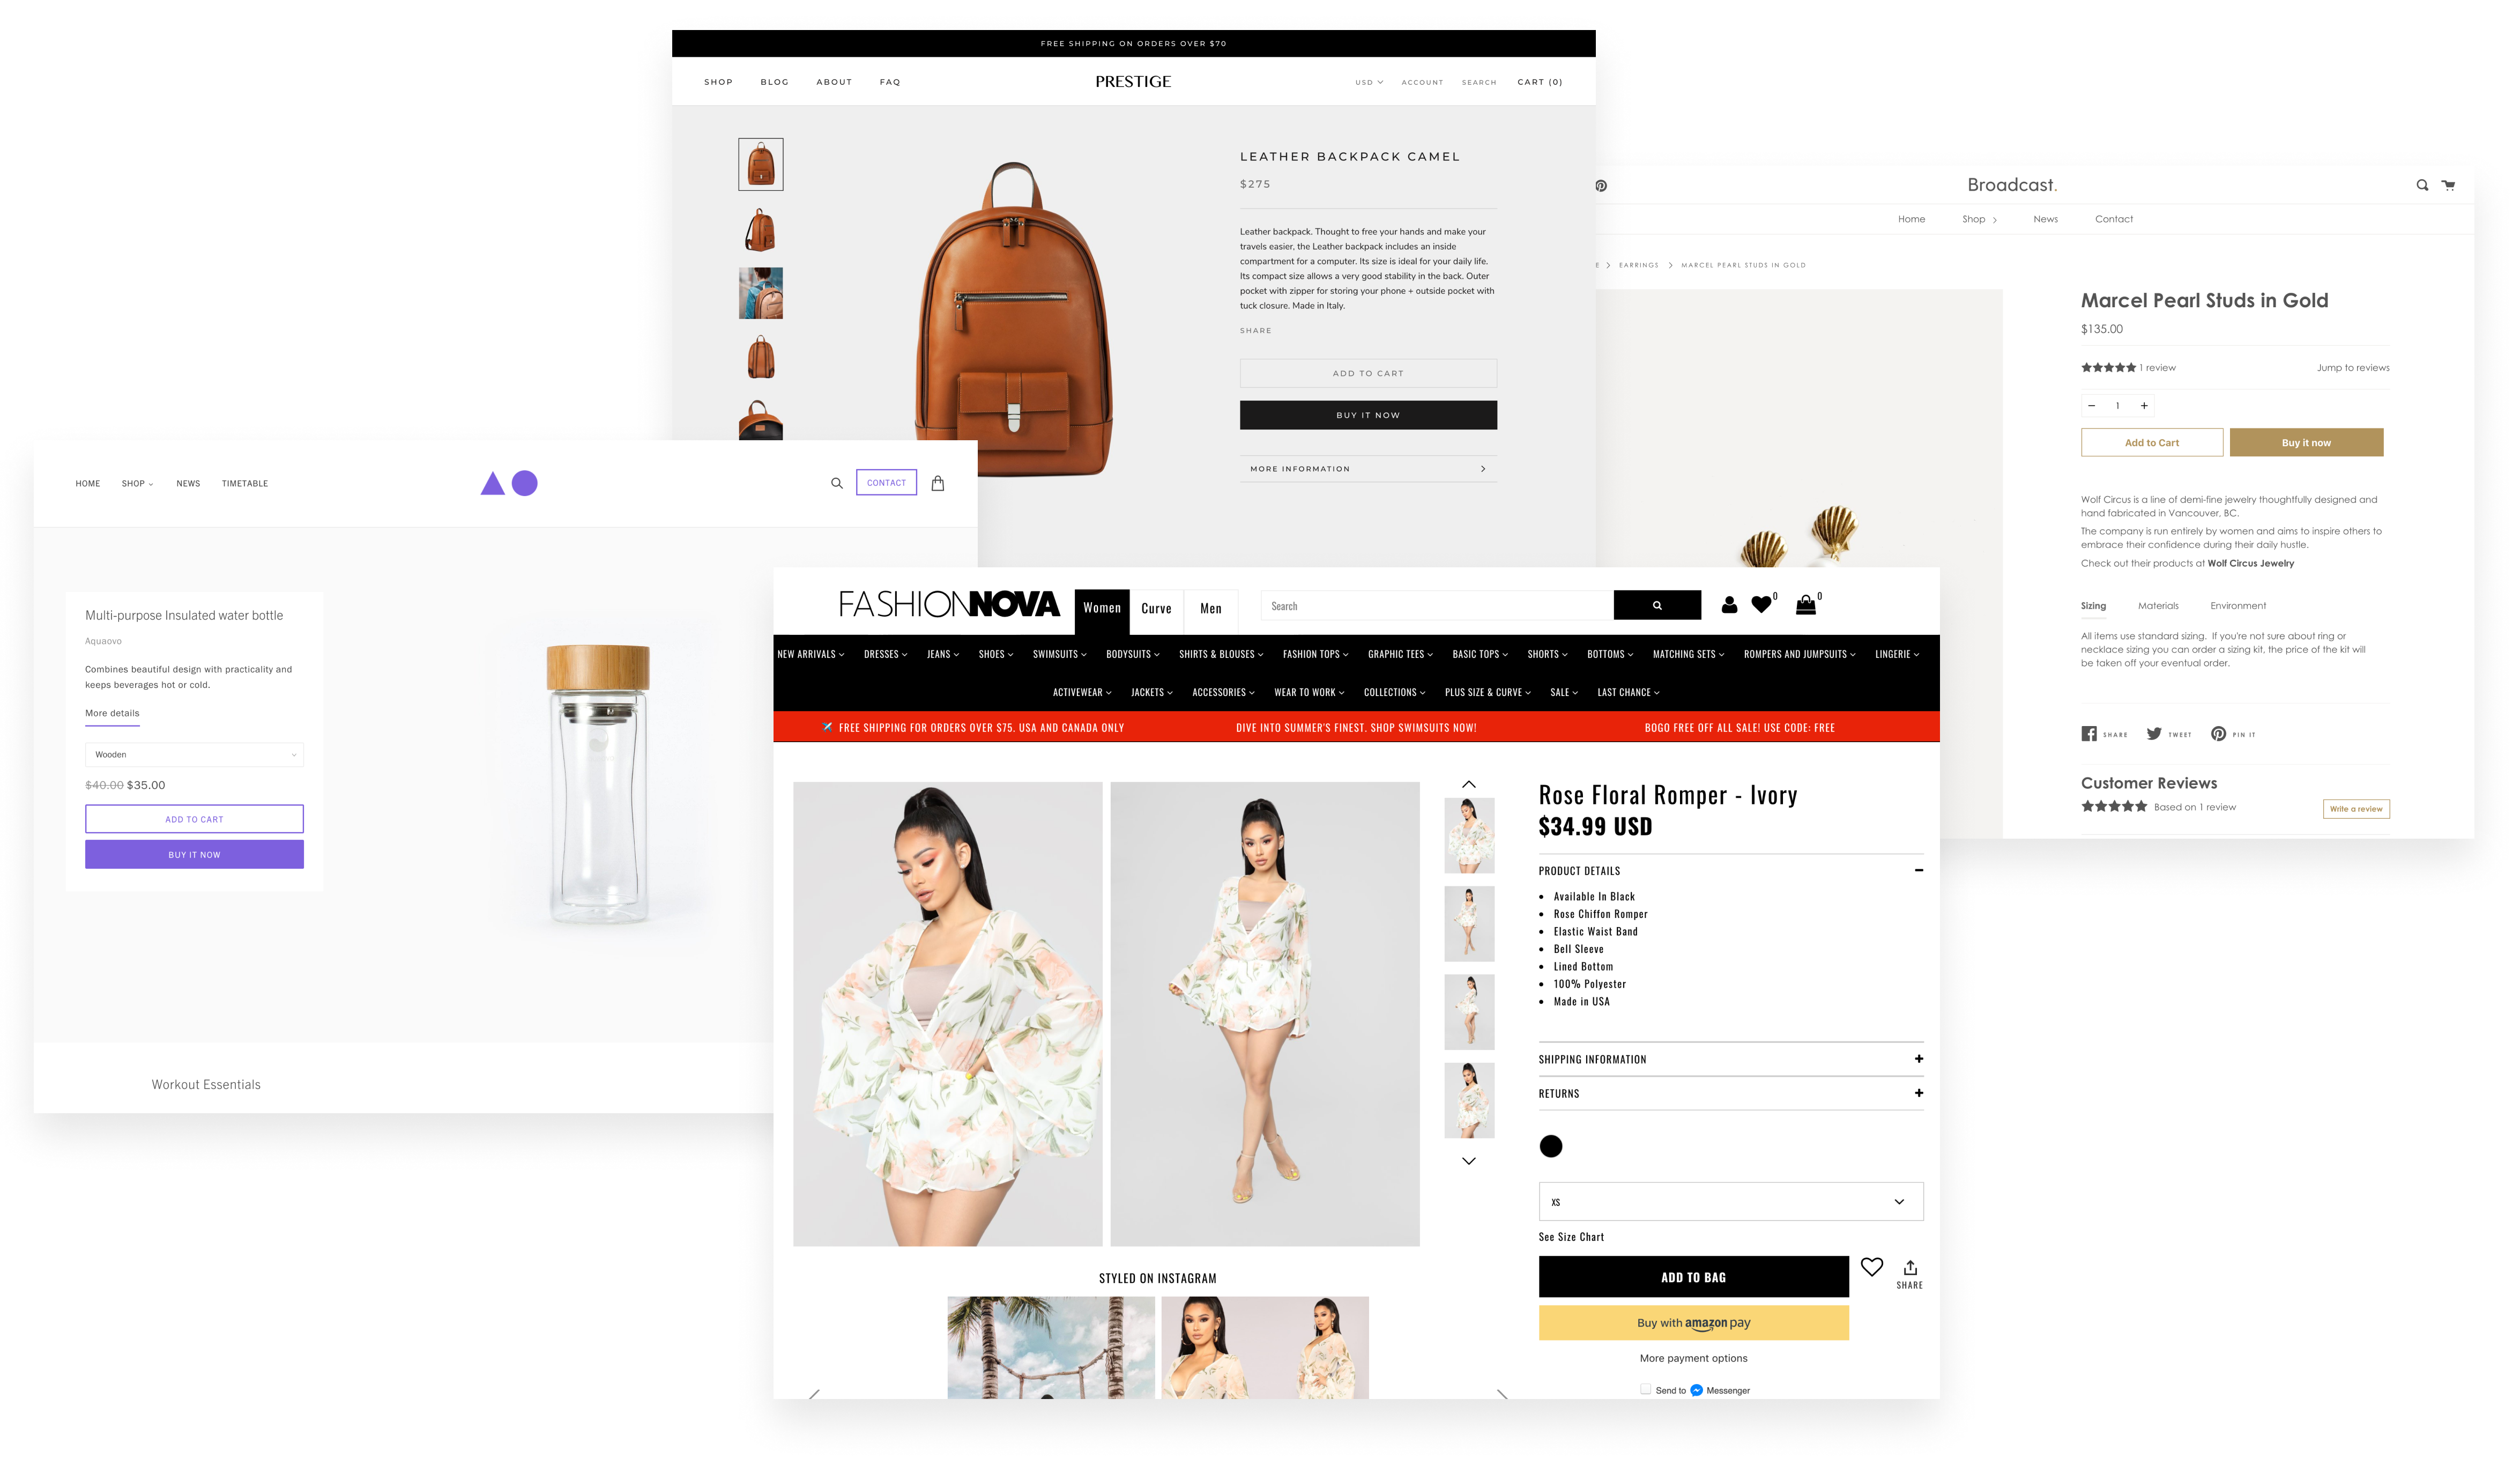 FREE SHIPPING ON ORDERS OVER $70
SHOP BLOG ABOUT FAQ PRESTIGE USD ACCOUNT SEARCH CART (0)
LEATHER BACKPACK CAMEL
$275
Leather backpack. Thought to free your hands and make your
travels easier, the Leather backpack includes an inside
compartment for a computer. Its size is ideal for your daily life.
Its compact size allows a very good stability in the back. Outer
pocket with zipper for storing your phone + outside pocket with
tuck closure. Made in Italy.
SHARE
ADD TO CART
BUY IT NOW
MORE INFORMATION
Broadcast.
Home Shop News Contact
E > EARRINGS > MARCEL PEARL STUDS IN GOLD
Marcel Pearl Studs in Gold
$135.00
1 review Jump to reviews
− 1 +
Add to Cart Buy it now
Wolf Circus is a line of demi-fine jewelry thoughtfully designed and
hand fabricated in Vancouver, BC.
The company is run entirely by women and aims to inspire others to
embrace their confidence during their daily hustle.
Check out their products at Wolf Circus Jewelry
Sizing Materials Environment
All items use standard sizing. If you're not sure about ring or
necklace sizing you can order a sizing kit, the price of the kit will
be taken off your eventual order.
SHARE TWEET PIN IT
Customer Reviews
Based on 1 review Write a review
HOME SHOP NEWS TIMETABLE CONTACT
Multi-purpose Insulated water bottle
Aquaovo
Combines beautiful design with practicality and
keeps beverages hot or cold.
More details
Wooden
$40.00 $35.00
ADD TO CART
BUY IT NOW
Workout Essentials
FASHIONNOVA Women Curve Men Search 0 0
NEW ARRIVALS DRESSES JEANS SHOES SWIMSUITS BODYSUITS SHIRTS & BLOUSES FASHION TOPS GRAPHIC TEES BASIC TOPS SHORTS BOTTOMS MATCHING SETS ROMPERS AND JUMPSUITS LINGERIE
ACTIVEWEAR JACKETS ACCESSORIES WEAR TO WORK COLLECTIONS PLUS SIZE & CURVE SALE LAST CHANCE
FREE SHIPPING FOR ORDERS OVER $75. USA AND CANADA ONLY DIVE INTO SUMMER'S FINEST. SHOP SWIMSUITS NOW! BOGO FREE OFF ALL SALE! USE CODE: FREE
Rose Floral Romper - Ivory
$34.99 USD
PRODUCT DETAILS
• Available In Black
• Rose Chiffon Romper
• Elastic Waist Band
• Bell Sleeve
• Lined Bottom
• 100% Polyester
• Made in USA
SHIPPING INFORMATION
RETURNS
XS
See Size Chart
ADD TO BAG
SHARE
Buy with amazon pay
More payment options
Send to Messenger
STYLED ON INSTAGRAM